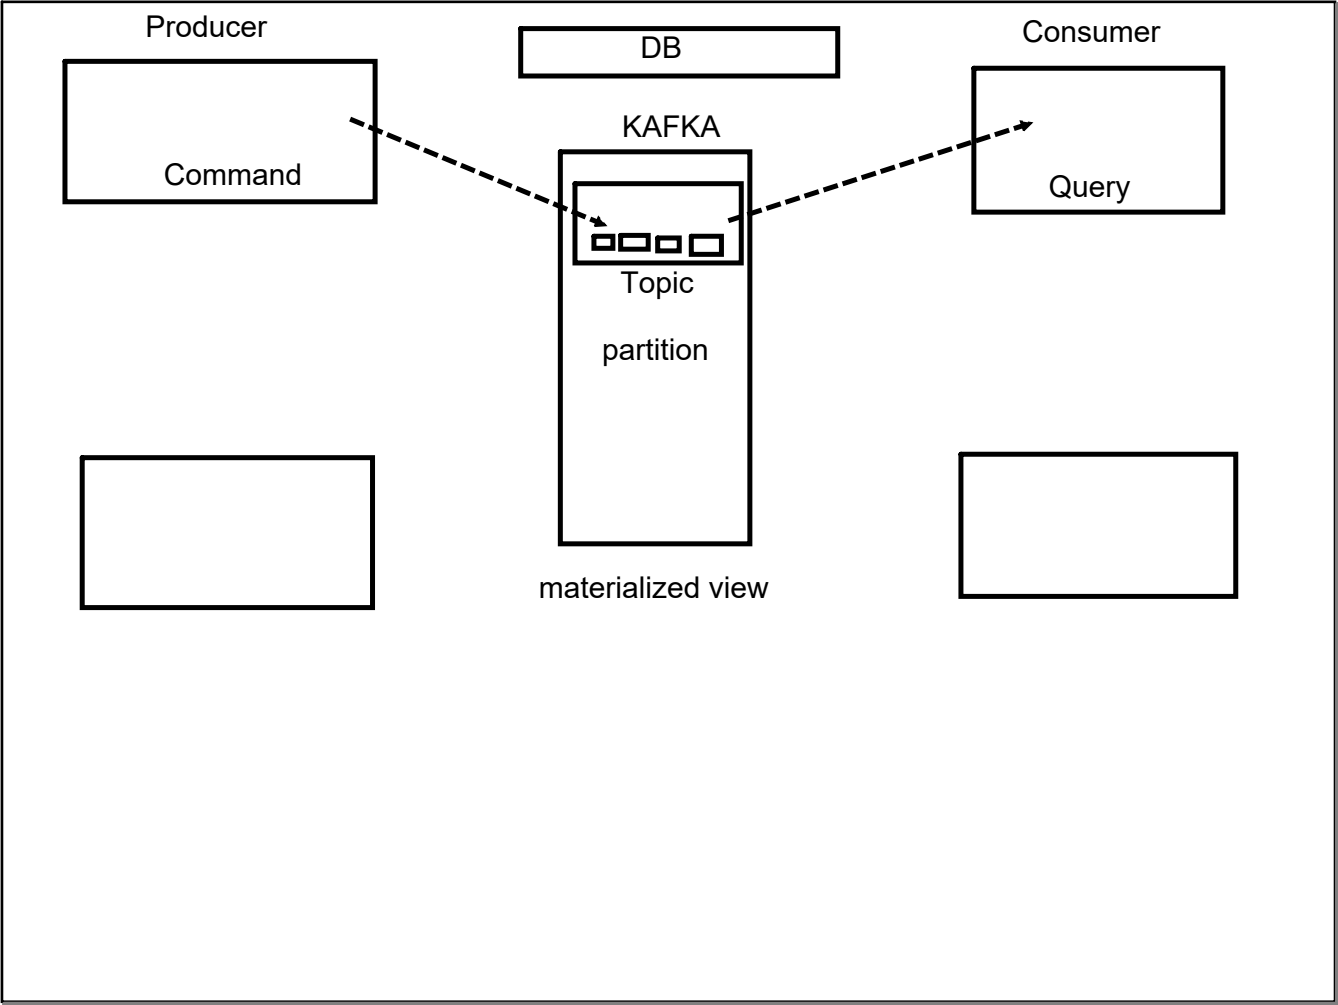 Producer
DB
Consumer
KAFKA
Command
Query
Topic
partition
materialized view